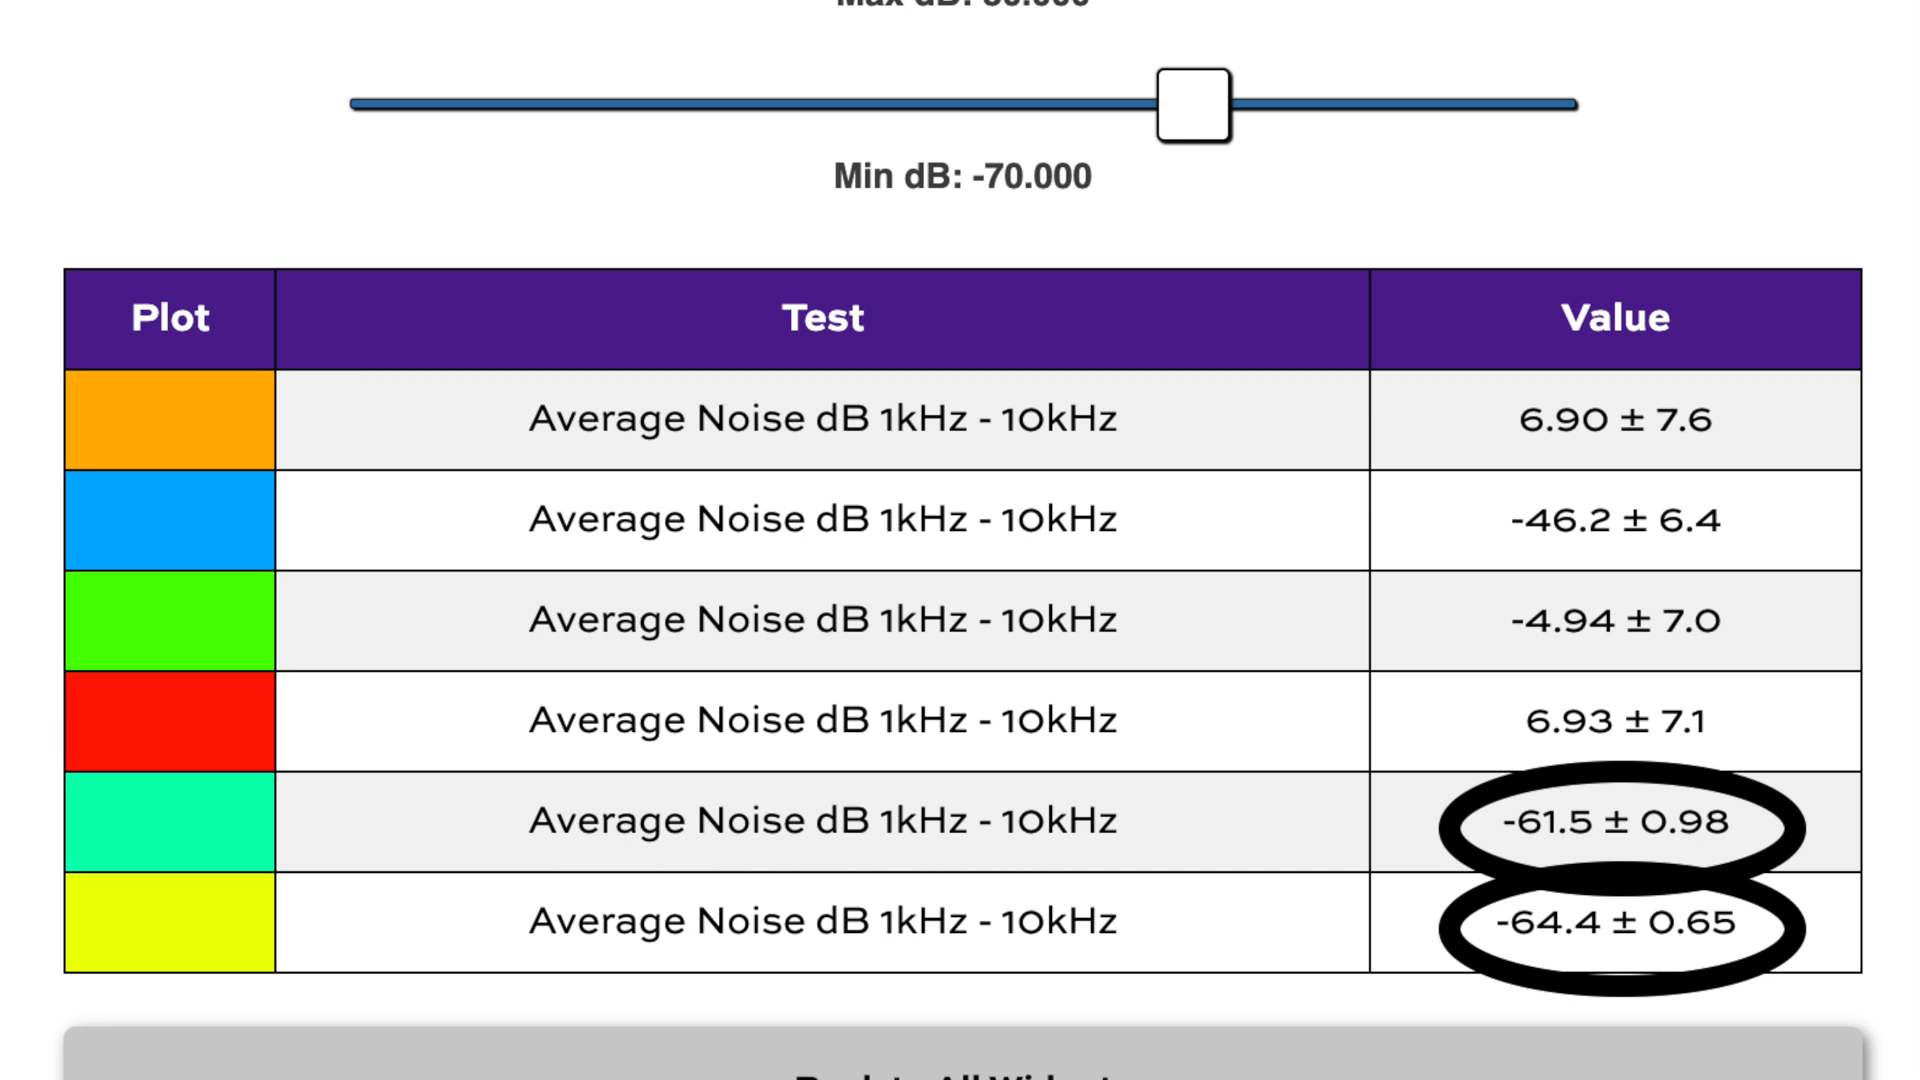 Min dB: -70.000
Plot Test Value
Average Noise dB 1kHz - 10kHz 6.90 ± 7.6
Average Noise dB 1kHz - 10kHz -46.2 ± 6.4
Average Noise dB 1kHz - 10kHz -4.94 ± 7.0
Average Noise dB 1kHz - 10kHz 6.93 ± 7.1
Average Noise dB 1kHz - 10kHz -61.5 ± 0.98
Average Noise dB 1kHz - 10kHz -64.4 ± 0.65